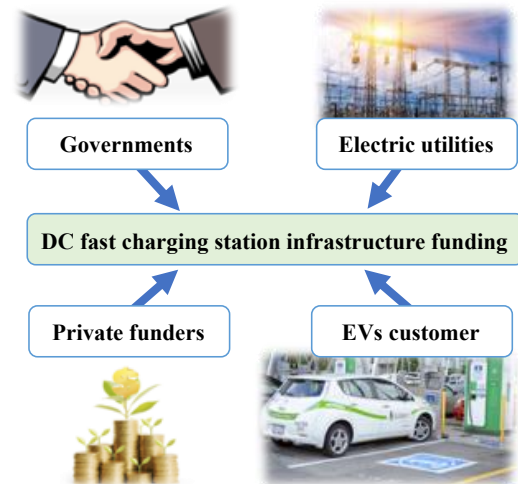 Governments
Electric utilities
DC fast charging station infrastructure funding
Private funders
EVs customer